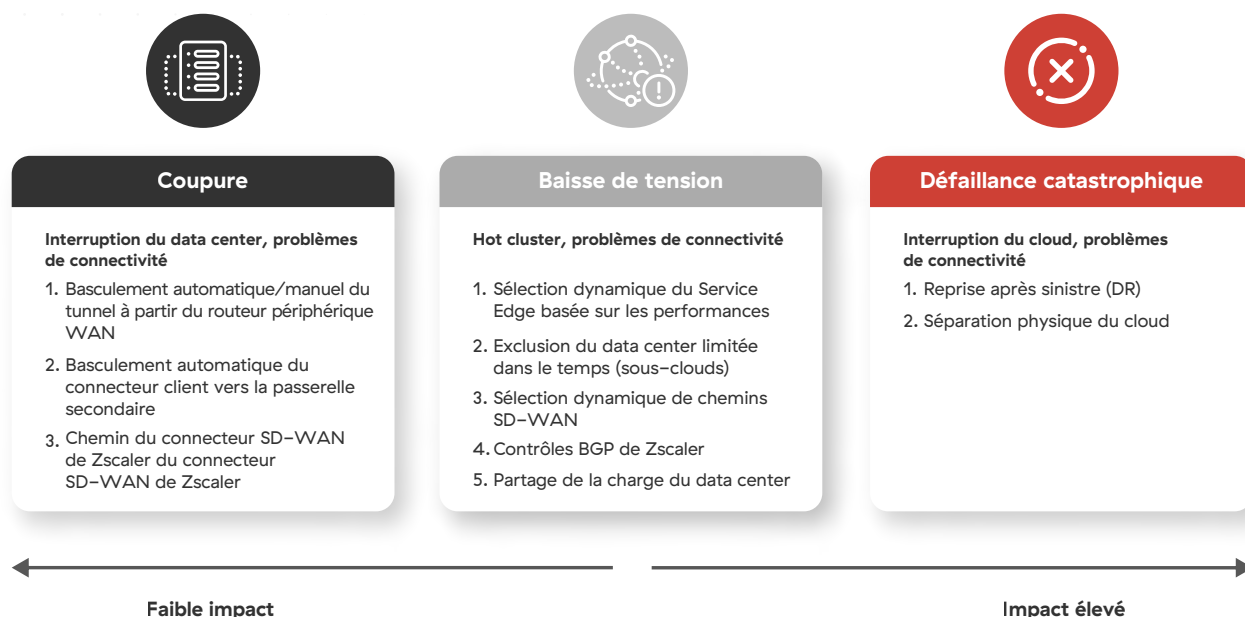 Coupure
Interruption du data center, problèmes
de connectivité
1. Basculement automatique/manuel du
tunnel à partir du routeur périphérique
WAN
2. Basculement automatique du
connecteur client vers la passerelle
secondaire
3. Chemin du connecteur SD-WAN
de Zscaler du connecteur
SD-WAN de Zscaler
Baisse de tension
Hot cluster, problèmes de connectivité
1. Sélection dynamique du Service
Edge basée sur les performances
2. Exclusion du data center limitée
dans le temps (sous-clouds)
3. Sélection dynamique de chemins
SD-WAN
4. Contrôles BGP de Zscaler
5. Partage de la charge du data center
Défaillance catastrophique
Interruption du cloud, problèmes
de connectivité
1. Reprise après sinistre (DR)
2. Séparation physique du cloud
Faible impact
Impact élevé